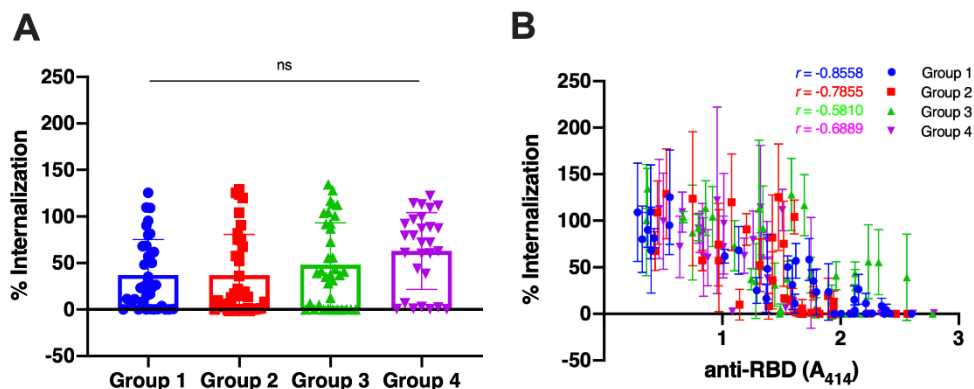 A
ns
250
200
150
100
50
0
-50
% Internalization
Group 1 Group 2 Group 3 Group 4
B
r = -0.8558 Group 1
r = -0.7855 Group 2
r = -0.5810 Group 3
r = -0.6889 Group 4
250
200
150
100
50
0
-50
% Internalization
1 2 3
anti-RBD (A414)